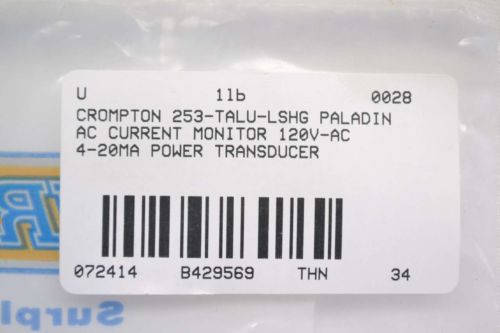 U 1lb 0028
CROMPTON 253-TALU-LSHG PALADIN
AC CURRENT MONITOR 120V-AC
4-20MA POWER TRANSDUCER
072414 B429569 THN 34
Surpl